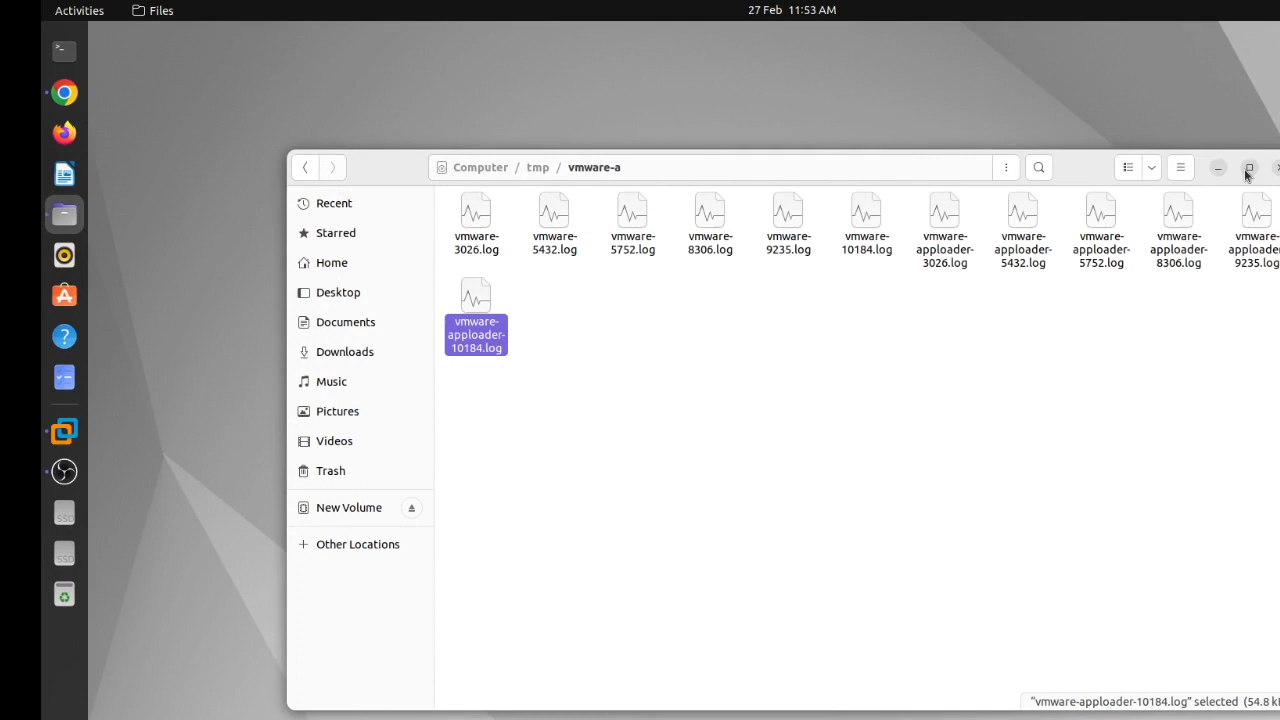 Activities
Files
27 Feb 11:53 AM
Computer / tmp / vmware-a
Recent
Starred
Home
Desktop
Documents
Downloads
Music
Pictures
Videos
Trash
New Volume
Other Locations
vmware-
3026.log
vmware-
5432.log
vmware-
5752.log
vmware-
8306.log
vmware-
9235.log
vmware-
10184.log
vmware-
apploader-
3026.log
vmware-
apploader-
5432.log
vmware-
apploader-
5752.log
vmware-
apploader-
8306.log
vmware-
apploader-
9235.log
vmware-
apploader-
10184.log
"vmware-apploader-10184.log" selected (54.8